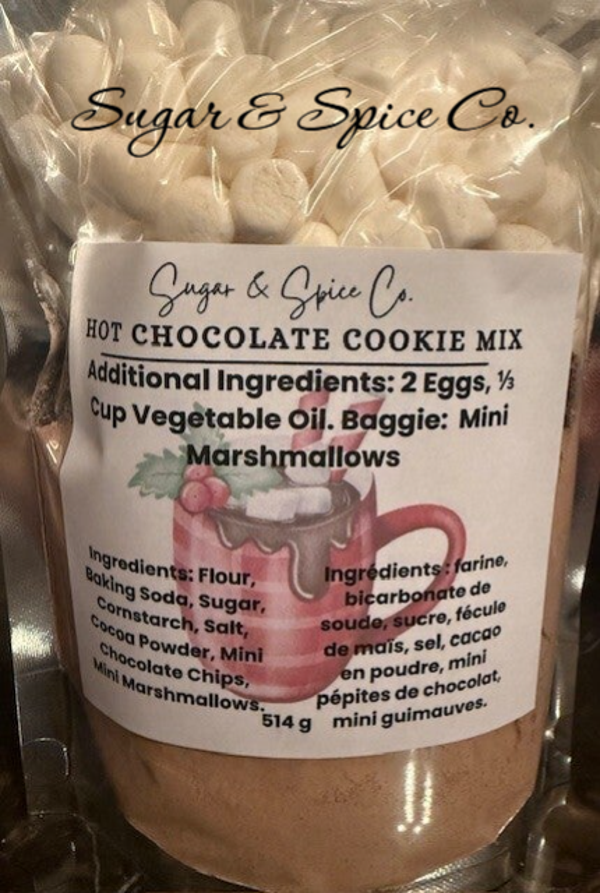 Sugar & Spice Co.
Sugar & Spice Co.
HOT CHOCOLATE COOKIE MIX
Additional Ingredients: 2 Eggs, ⅓
Cup Vegetable Oil. Baggie: Mini
Marshmallows
Ingredients: Flour,
Baking Soda, Sugar,
Cornstarch, Salt,
Cocoa Powder, Mini
Chocolate Chips,
Mini Marshmallows.
Ingrédients : farine,
bicarbonate de
soude, sucre, fécule
de maïs, sel, cacao
en poudre, mini
pépites de chocolat,
mini guimauves.
514 g